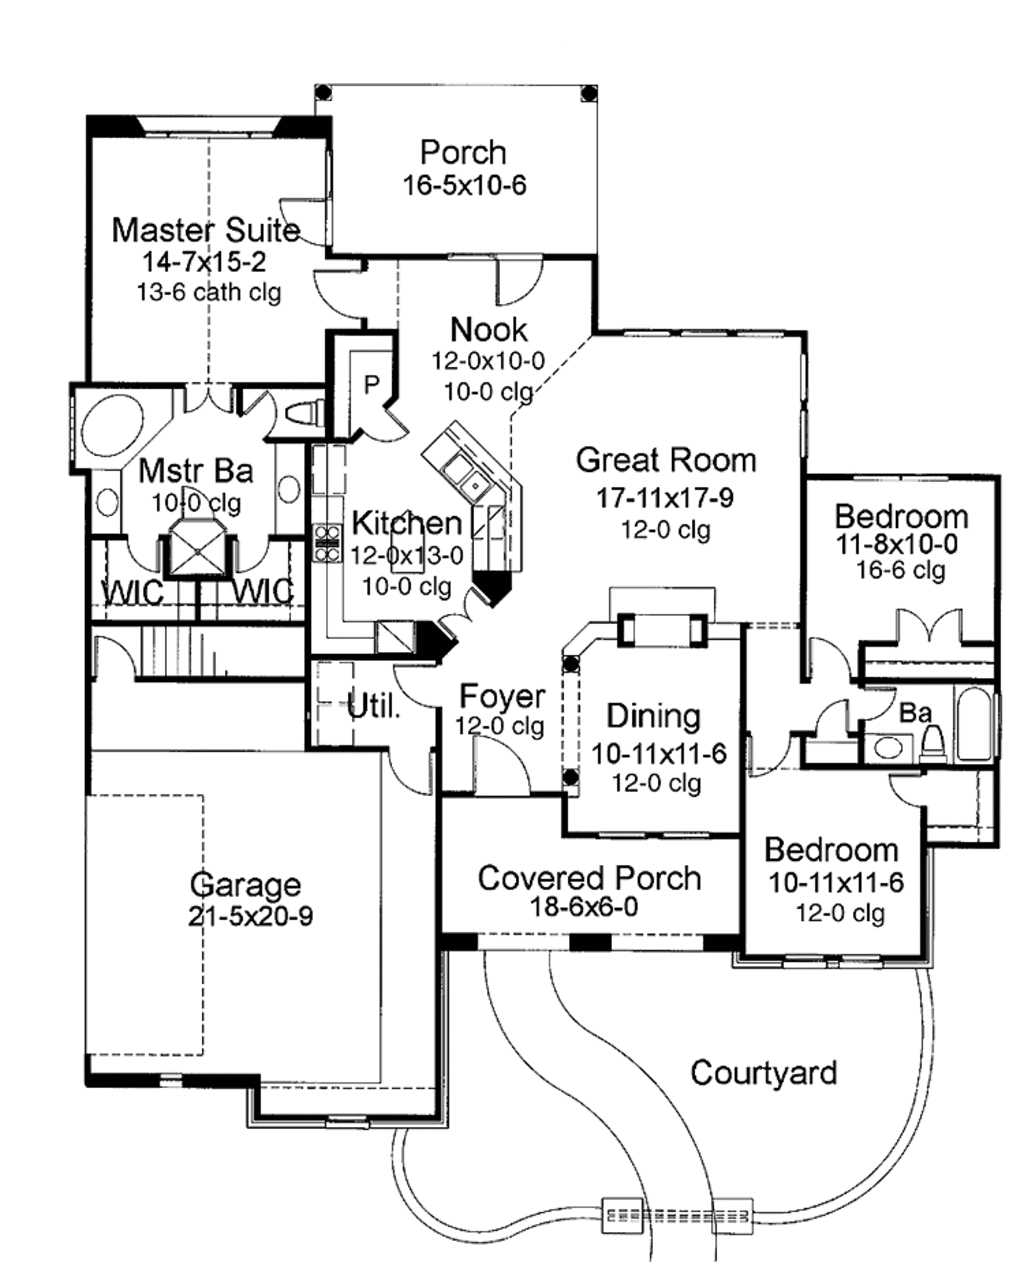 Porch
16-5x10-6
Master Suite
14-7x15-2
13-6 cath clg
Nook
12-0x10-0
10-0 clg
P
Great Room
17-11x17-9
12-0 clg
Mstr Ba
10-0 clg
Kitchen
12-0x13-0
10-0 clg
Bedroom
11-8x10-0
16-6 clg
WIC
WIC
Util.
Foyer
12-0 clg
Dining
10-11x11-6
12-0 clg
Ba
Bedroom
10-11x11-6
12-0 clg
Garage
21-5x20-9
Covered Porch
18-6x6-0
Courtyard